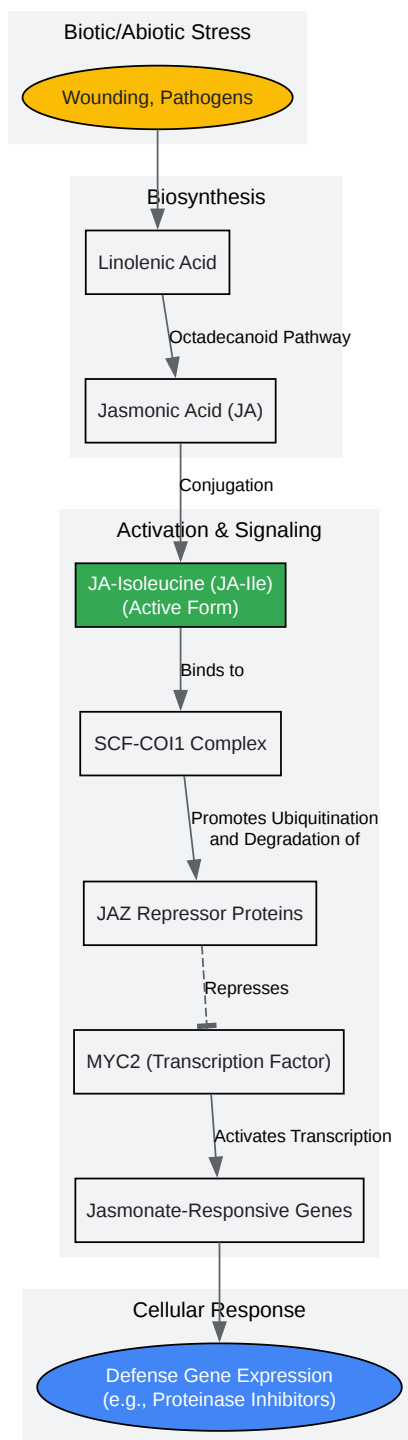 Biotic/Abiotic Stress
Wounding, Pathogens
Biosynthesis
Linolenic Acid
Octadecanoid Pathway
Jasmonic Acid (JA)
Conjugation
Activation & Signaling
JA-Isoleucine (JA-Ile)
(Active Form)
Binds to
SCF-COI1 Complex
Promotes Ubiquitination
and Degradation of
JAZ Repressor Proteins
Represses
MYC2 (Transcription Factor)
Activates Transcription
Jasmonate-Responsive Genes
Cellular Response
Defense Gene Expression
(e.g., Proteinase Inhibitors)